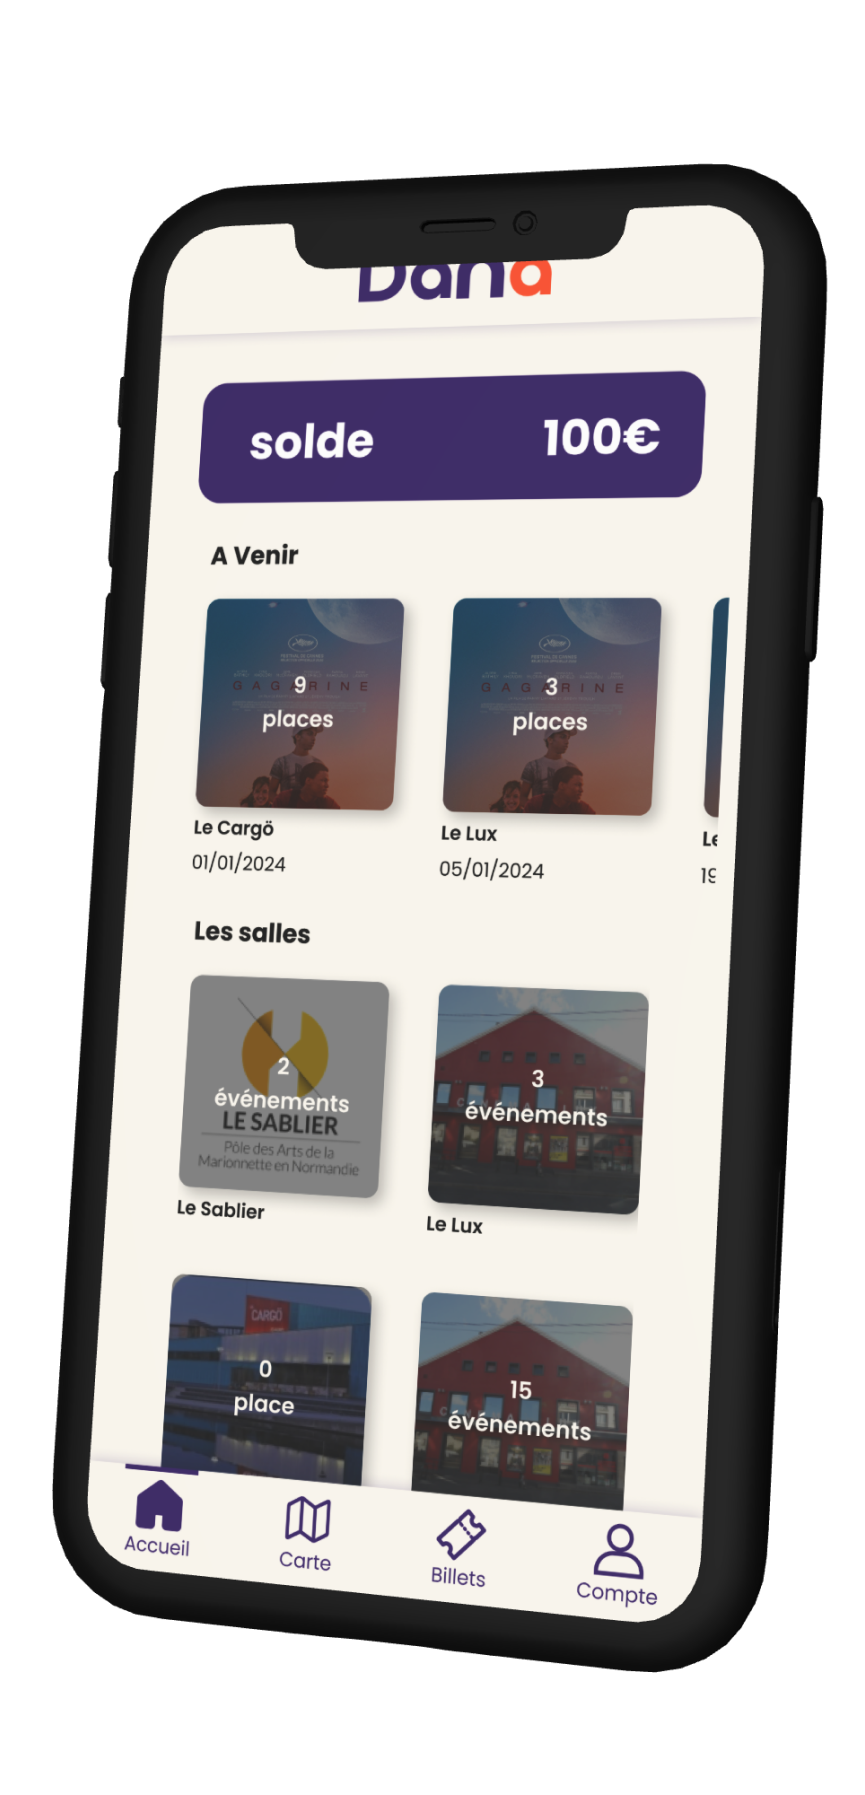 Dana
solde 100€
A Venir
GAGARINE
9
places
GAGARINE
3
places
Le Cargö
01/01/2024
Le Lux
05/01/2024
19
Les salles
2
événements
LE SABLIER
Pôle des Arts de la
Marionnette en Normandie
3
événements
Le Sablier
Le Lux
CARGÖ
0
place
15
événements
Accueil
Carte
Billets
Compte